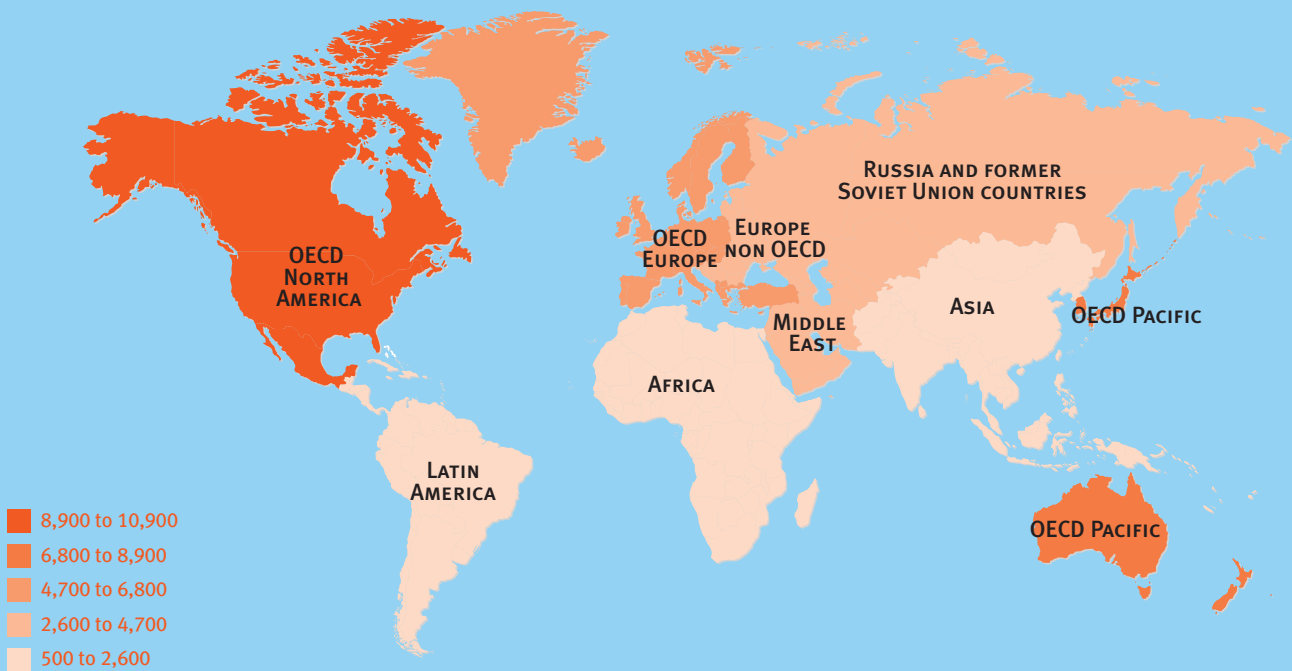 Russia and former
Soviet Union countries
OECD
North
America
OECD
Europe
Europe
non OECD
Asia
OECD Pacific
Middle
East
Africa
Latin
America
OECD Pacific
8,900 to 10,900
6,800 to 8,900
4,700 to 6,800
2,600 to 4,700
500 to 2,600